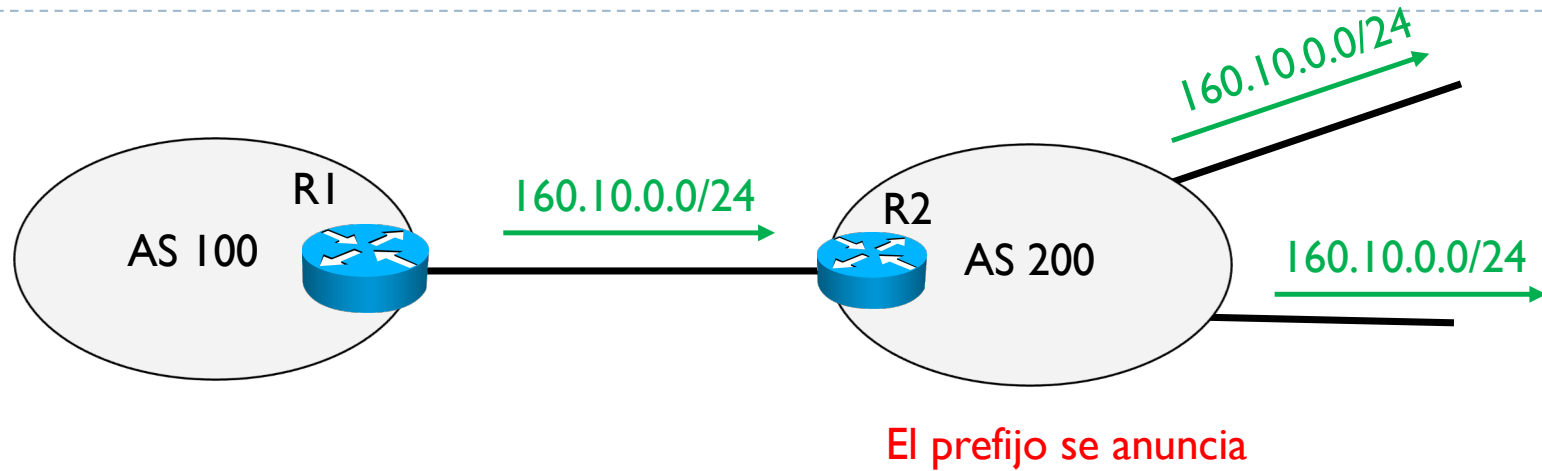 160.10.0.0/24
R1
160.10.0.0/24
R2
AS 100
AS 200
160.10.0.0/24
El prefijo se anuncia